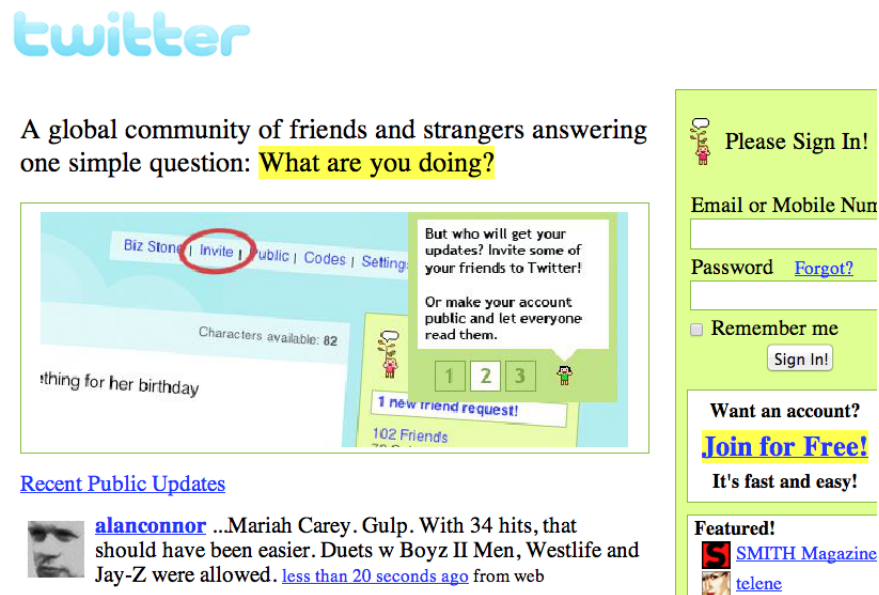 twitter
A global community of friends and strangers answering
one simple question: What are you doing?
Biz Stone | Invite | Public | Codes | Settings
But who will get your
updates? Invite some of
your friends to Twitter!
Or make your account
public and let everyone
read them.
Characters available: 82
thing for her birthday
1 2 3
1 new friend request!
102 Friends
Recent Public Updates
alanconnor ...Mariah Carey. Gulp. With 34 hits, that
should have been easier. Duets w Boyz II Men, Westlife and
Jay-Z were allowed. less than 20 seconds ago from web
Please Sign In!
Email or Mobile Num
Password Forgot?
Remember me
Sign In!
Want an account?
Join for Free!
It's fast and easy!
Featured!
S
SMITH Magazine
telene